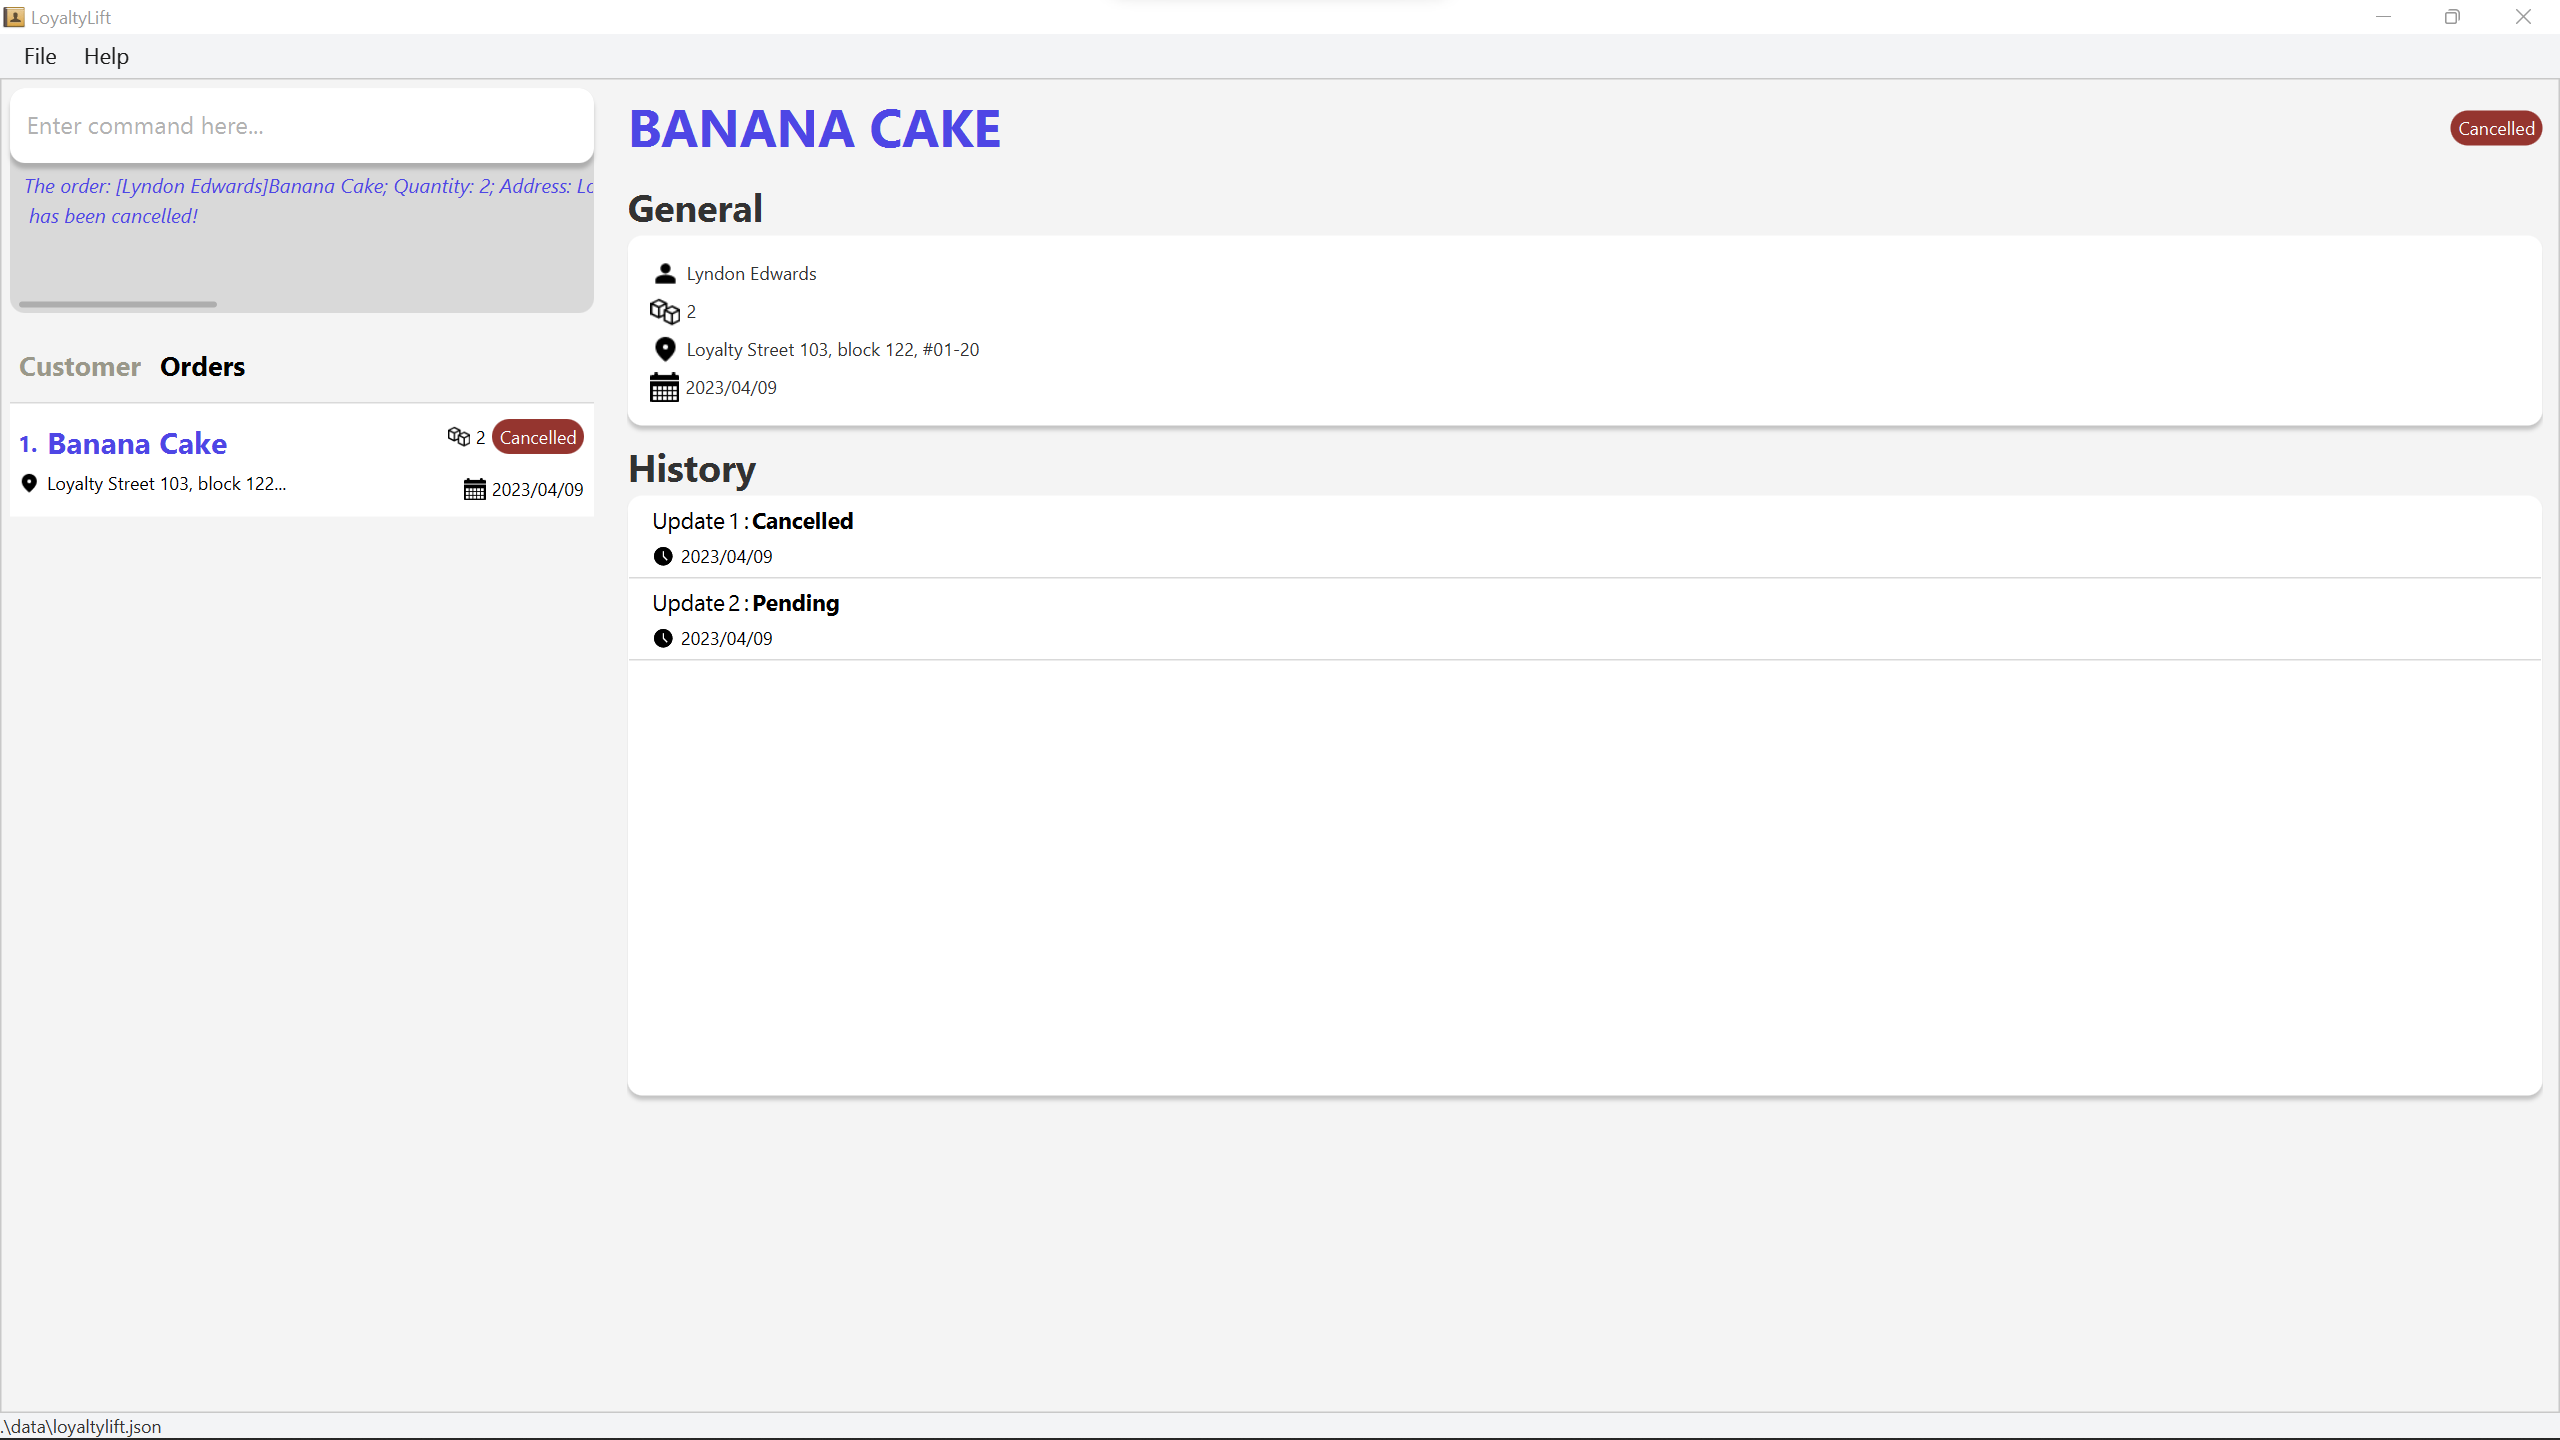 LoyaltyLift
File Help
Enter command here...
The order: [Lyndon Edwards]Banana Cake; Quantity: 2; Address: Lo
has been cancelled!
Customer Orders
1. Banana Cake
2 Cancelled
Loyalty Street 103, block 122...
2023/04/09
BANANA CAKE
Cancelled
General
Lyndon Edwards
2
Loyalty Street 103, block 122, #01-20
2023/04/09
History
Update 1 : Cancelled
2023/04/09
Update 2 : Pending
2023/04/09
.\data\loyaltylift.json